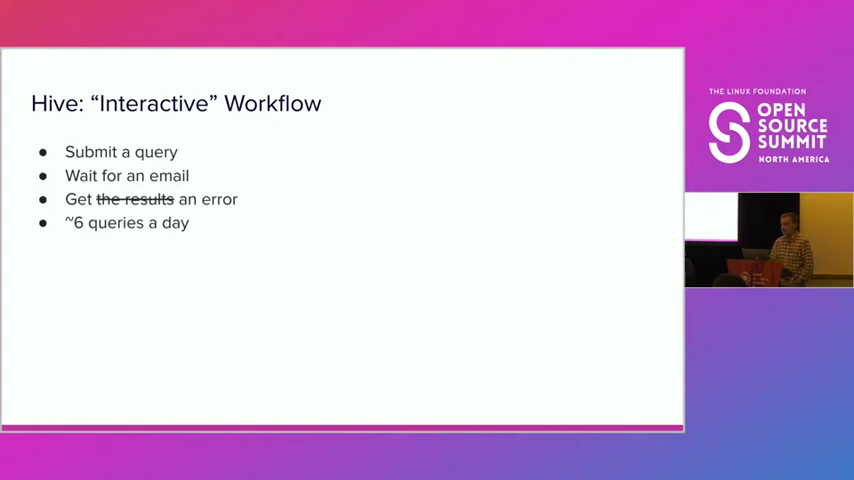 Hive: “Interactive” Workflow
● Submit a query
● Wait for an email
● Get the results an error
● ~6 queries a day
THE LINUX FOUNDATION
OPEN
SOURCE
SUMMIT
NORTH AMERICA